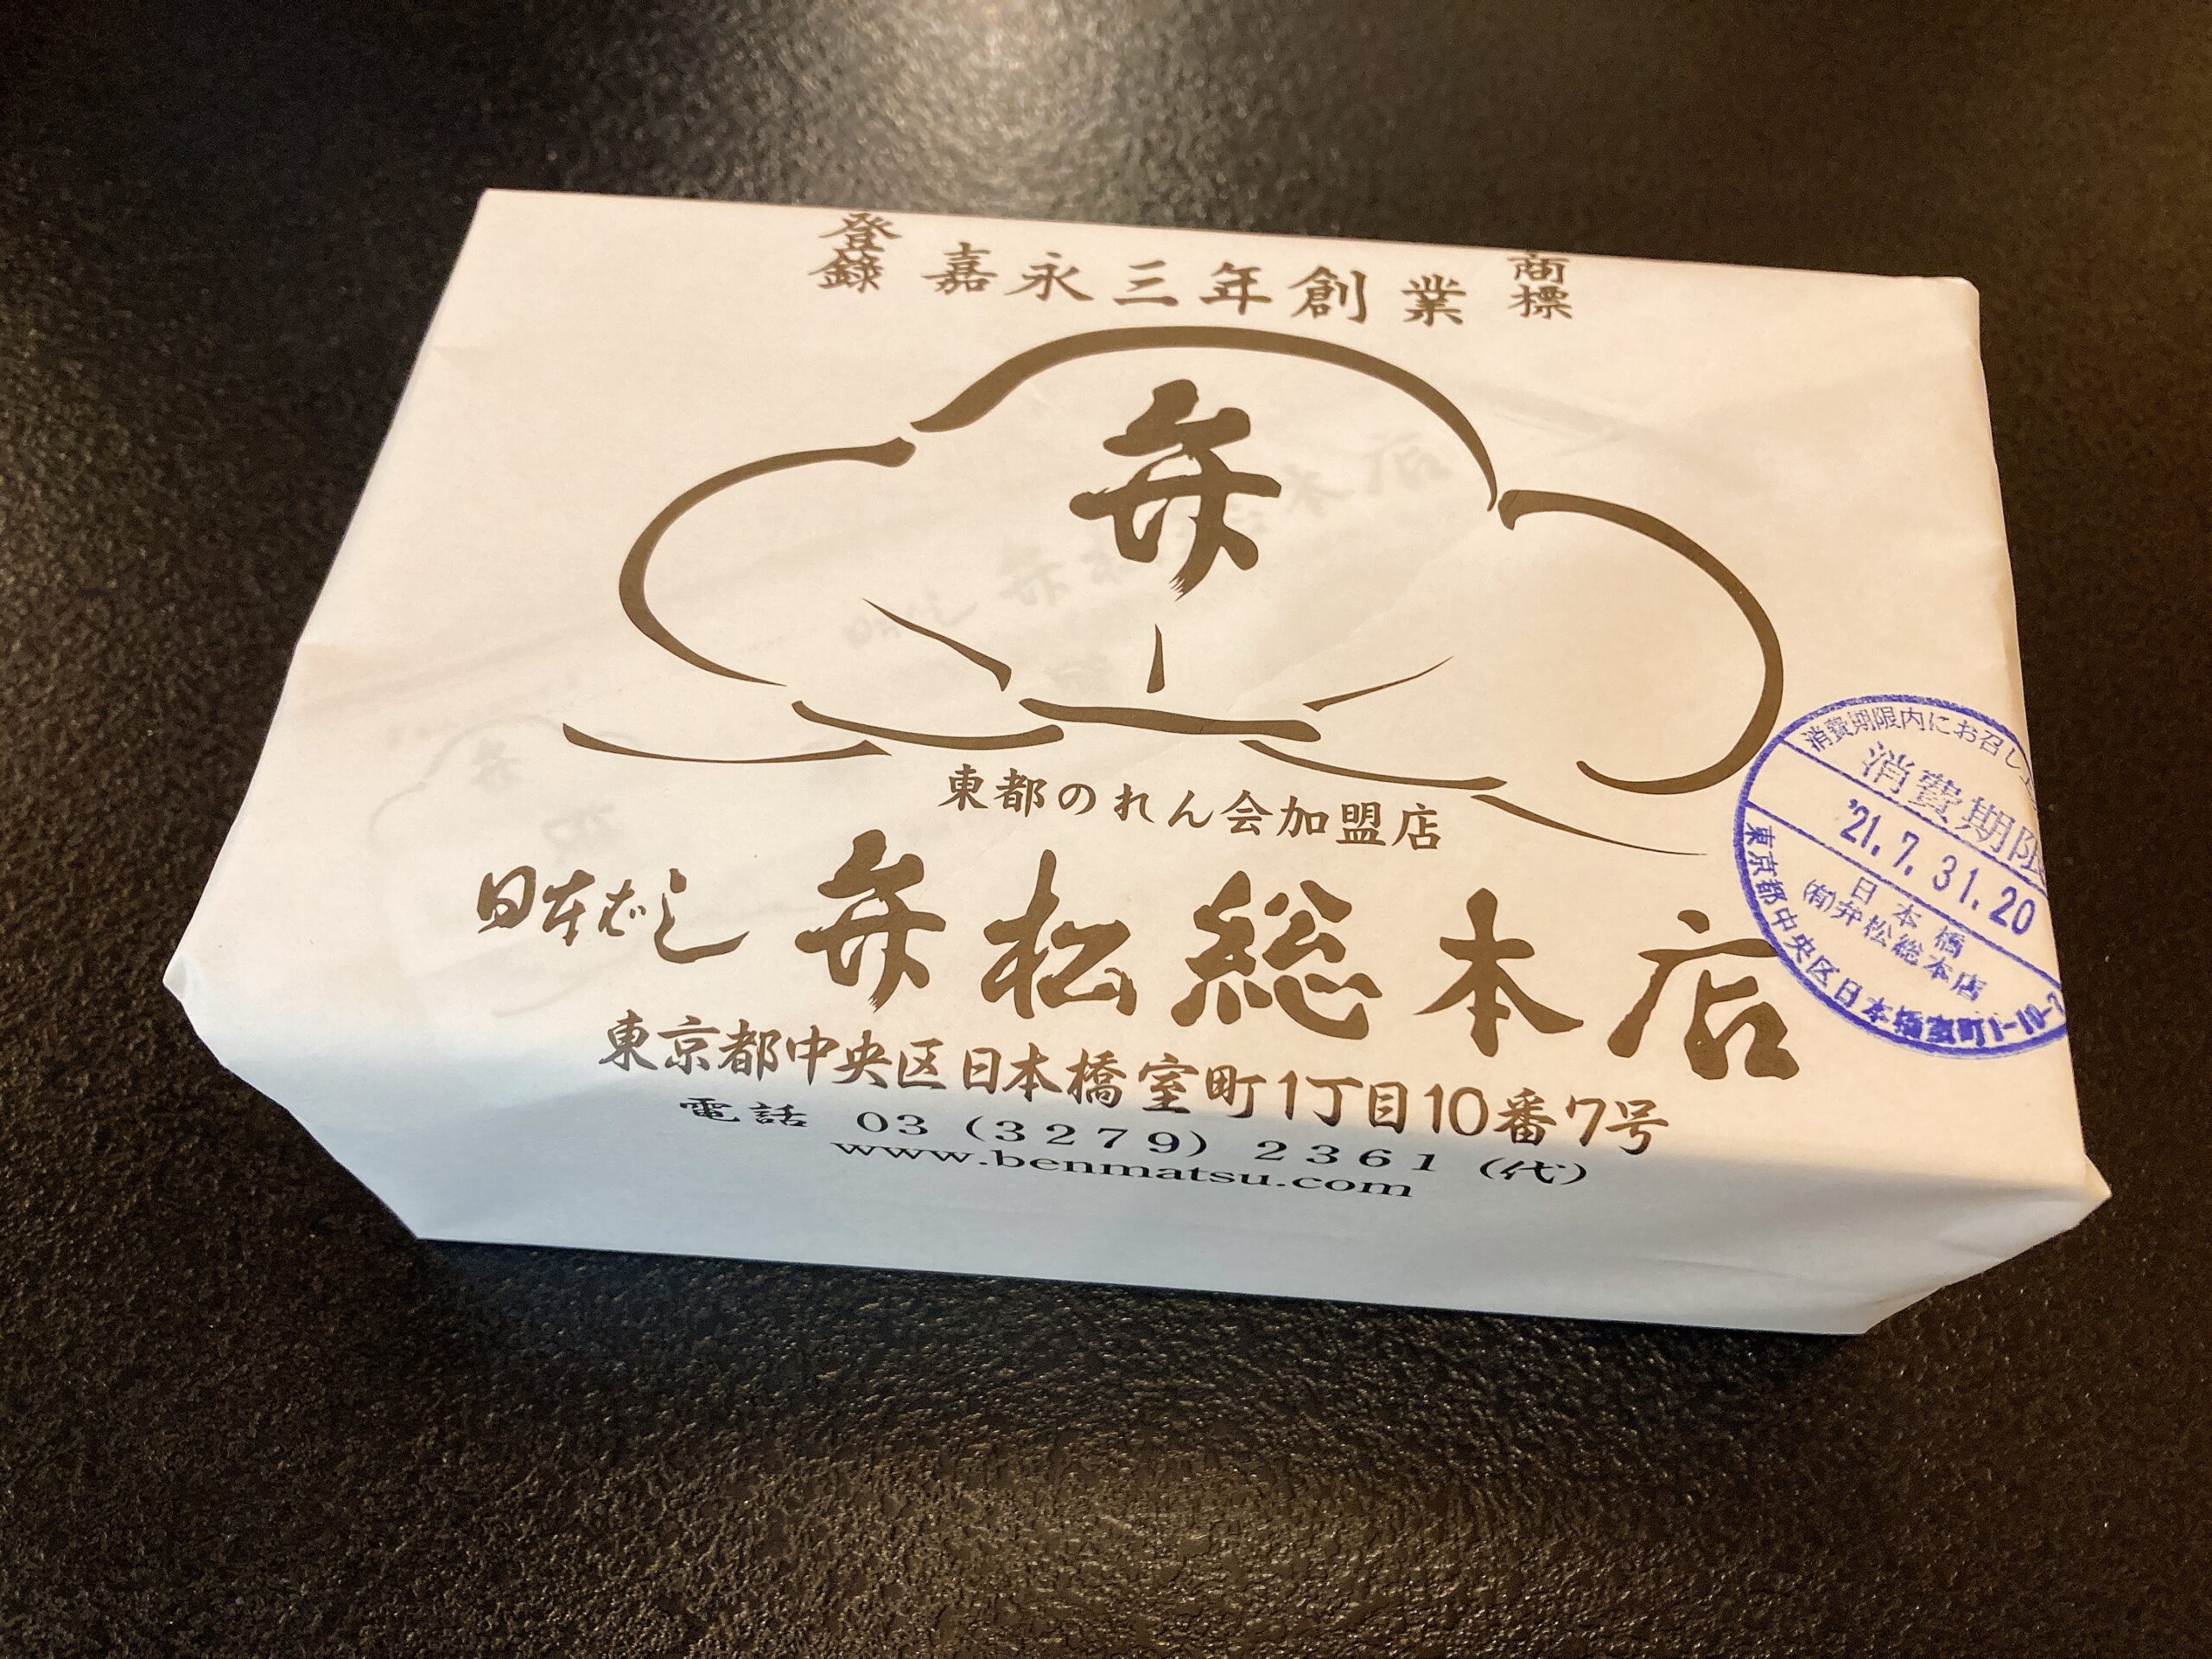 登録 嘉永三年創業 商標
弁
東都のれん会加盟店
日本ばし 弁松総本店
東京都中央区日本橋室町1丁目10番7号
電話 03 (3279) 2361 (代)
www.benmatsu.com
消費期限内にお召し
消費期限
'21.7.31.20
日本橋
(有)弁松総本店
東京都中央区日本橋室町1-10-7